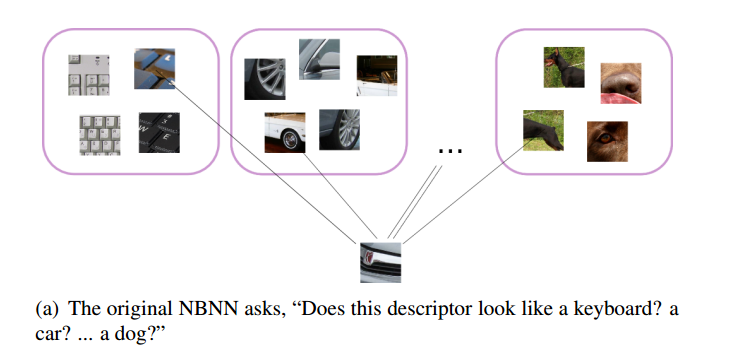 ...
(a) The original NBNN asks, “Does this descriptor look like a keyboard? a
car? ... a dog?”